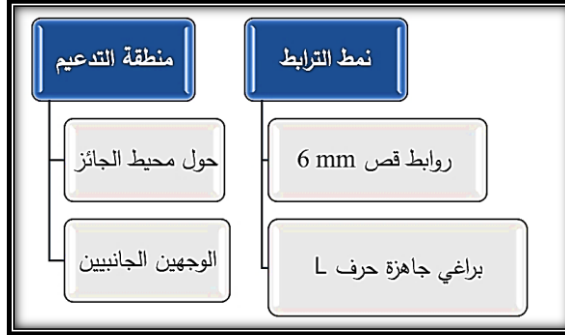 نمط الترابط
روابط قص 6 mm
براغي جاهزة حرف L
منطقة التدعيم
حول محيط الجائز
الوجهين الجانبيين